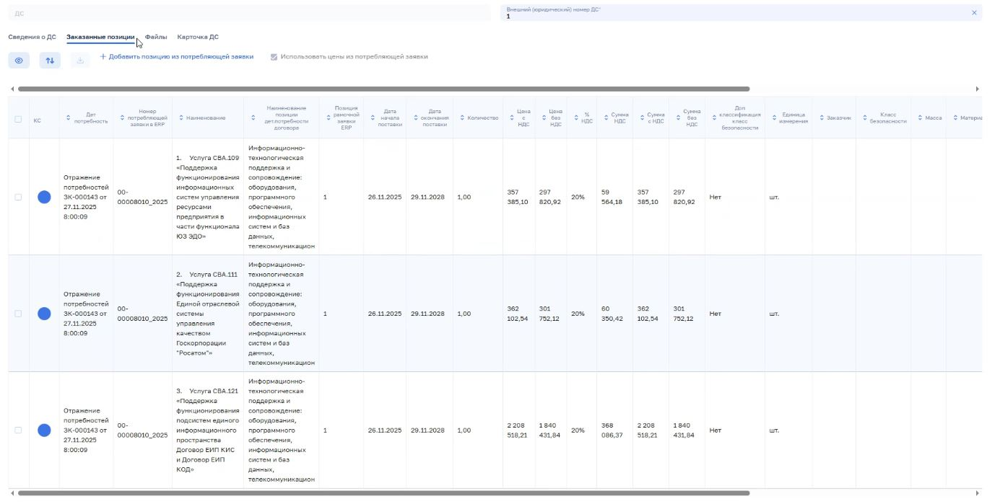 ДС
Внешний (юридический) номер ДС*
1
Сведения о ДС Заказанные позиции Файлы Карточка ДС
+ Добавить позицию из потребляющей заявки Использовать цены из потребляющей заявки
КС
Дет
потребность
Номер
потребляющей
заявки в ERP
Наименование
Наименование
позиции
дет.потребности
договора
Позиция
рамочной
заявки
ERP
Дата
начала
поставки
Дата
окончания
поставки
Количество
Цена
с
НДС
Цена
без
НДС
%
НДС
Сумма
НДС
Сумма
с НДС
Сумма
без
НДС
Доп
классификация
класс
безопасности
Единица
измерения
Заказчик
Класс
безопасности
Масса
Материа
Отражение
потребностей
ЗК-000143 от
27.11.2025
8:00:09
00-
00008010_2025
1. Услуга СВА.109
«Поддержка
функционирования
информационных
систем управления
ресурсами
предприятия в
части функционала
ЮЗ ЭДО»
Информационно-
технологическая
поддержка и
сопровождение:
оборудования,
программного
обеспечения,
информационных
систем и баз
данных,
телекоммуникацион
1
26.11.2025
29.11.2028
1,00
357
385,10
297
820,92
20%
59
564,18
357
385,10
297
820,92
Нет
шт.
Отражение
потребностей
ЗК-000143 от
27.11.2025
8:00:09
00-
00008010_2025
2. Услуга СВА.111
«Поддержка
функционирования
Единой отраслевой
системы
управления
качеством
Госкорпорации
"Росатом"»
Информационно-
технологическая
поддержка и
сопровождение:
оборудования,
программного
обеспечения,
информационных
систем и баз
данных,
телекоммуникацион
1
26.11.2025
29.11.2028
1,00
362
102,54
301
752,12
20%
60
350,42
362
102,54
301
752,12
Нет
шт.
Отражение
потребностей
ЗК-000143 от
27.11.2025
8:00:09
00-
00008010_2025
3. Услуга СВА.121
«Поддержка
функционирования
подсистем единого
информационного
пространства
Договор ЕИП КИС
и Договор ЕИП
КОД»
Информационно-
технологическая
поддержка и
сопровождение:
оборудования,
программного
обеспечения,
информационных
систем и баз
данных,
телекоммуникацион
1
26.11.2025
29.11.2028
1,00
2 208
518,21
1 840
431,84
20%
368
086,37
2 208
518,21
1 840
431,84
Нет
шт.